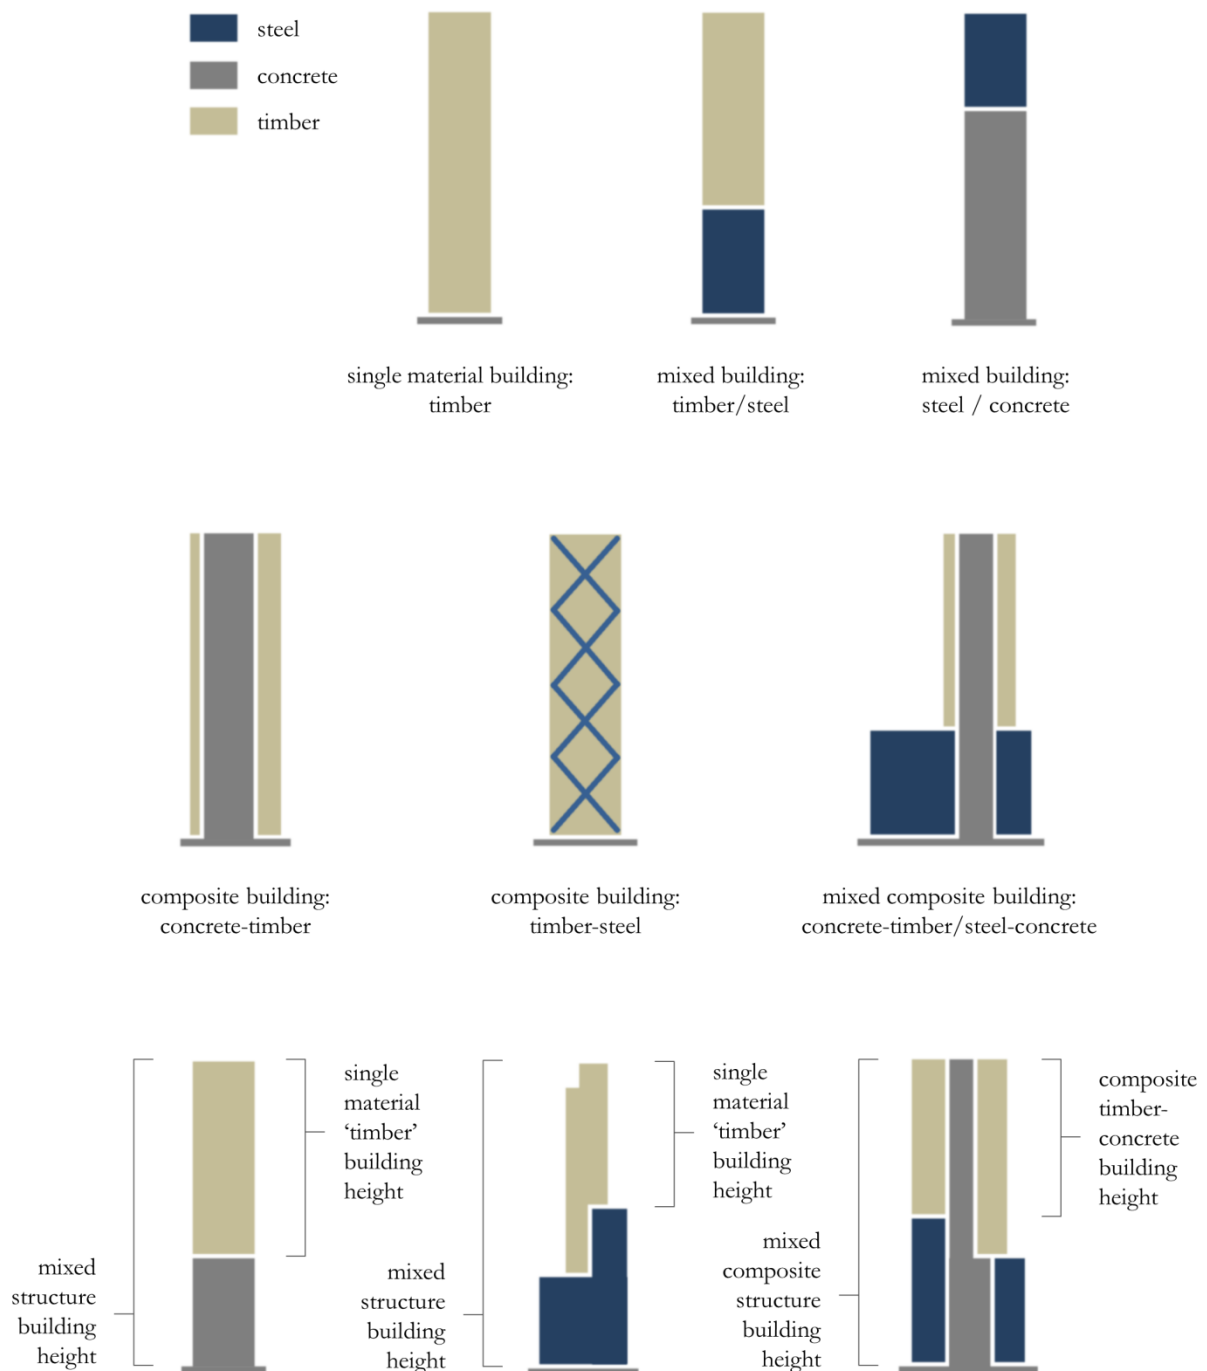 steel
concrete
timber
single material building:
timber
mixed building:
timber/steel
mixed building:
steel / concrete
composite building:
concrete-timber
composite building:
timber-steel
mixed composite building:
concrete-timber/steel-concrete
single
material
‘timber’
building
height
mixed
structure
building
height
single
material
‘timber’
building
height
mixed
structure
building
height
composite
timber-
concrete
building
height
mixed
composite
structure
building
height